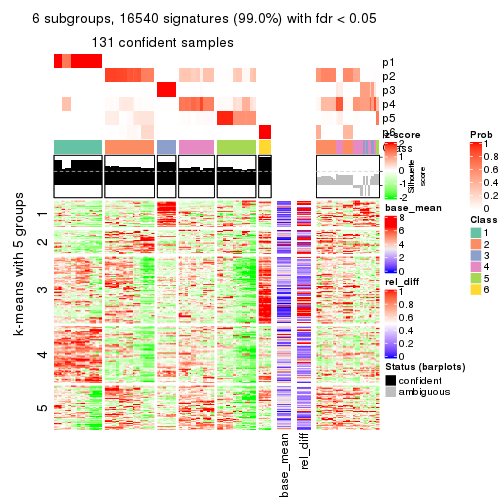 6 subgroups, 16540 signatures (99.0%) with fdr < 0.05
131 confident samples
p1
p2
p3
p4
p5
p6
Class
Silhouette
score
k-means with 5 groups
1
2
3
4
5
base_mean
rel_diff
z-score
2
1
0
-1
-2
base_mean
8
6
4
2
0
rel_diff
1
0.8
0.6
0.4
0.2
0
Status (barplots)
confident
ambiguous
Prob
1
0.8
0.6
0.4
0.2
0
Class
1
2
3
4
5
6